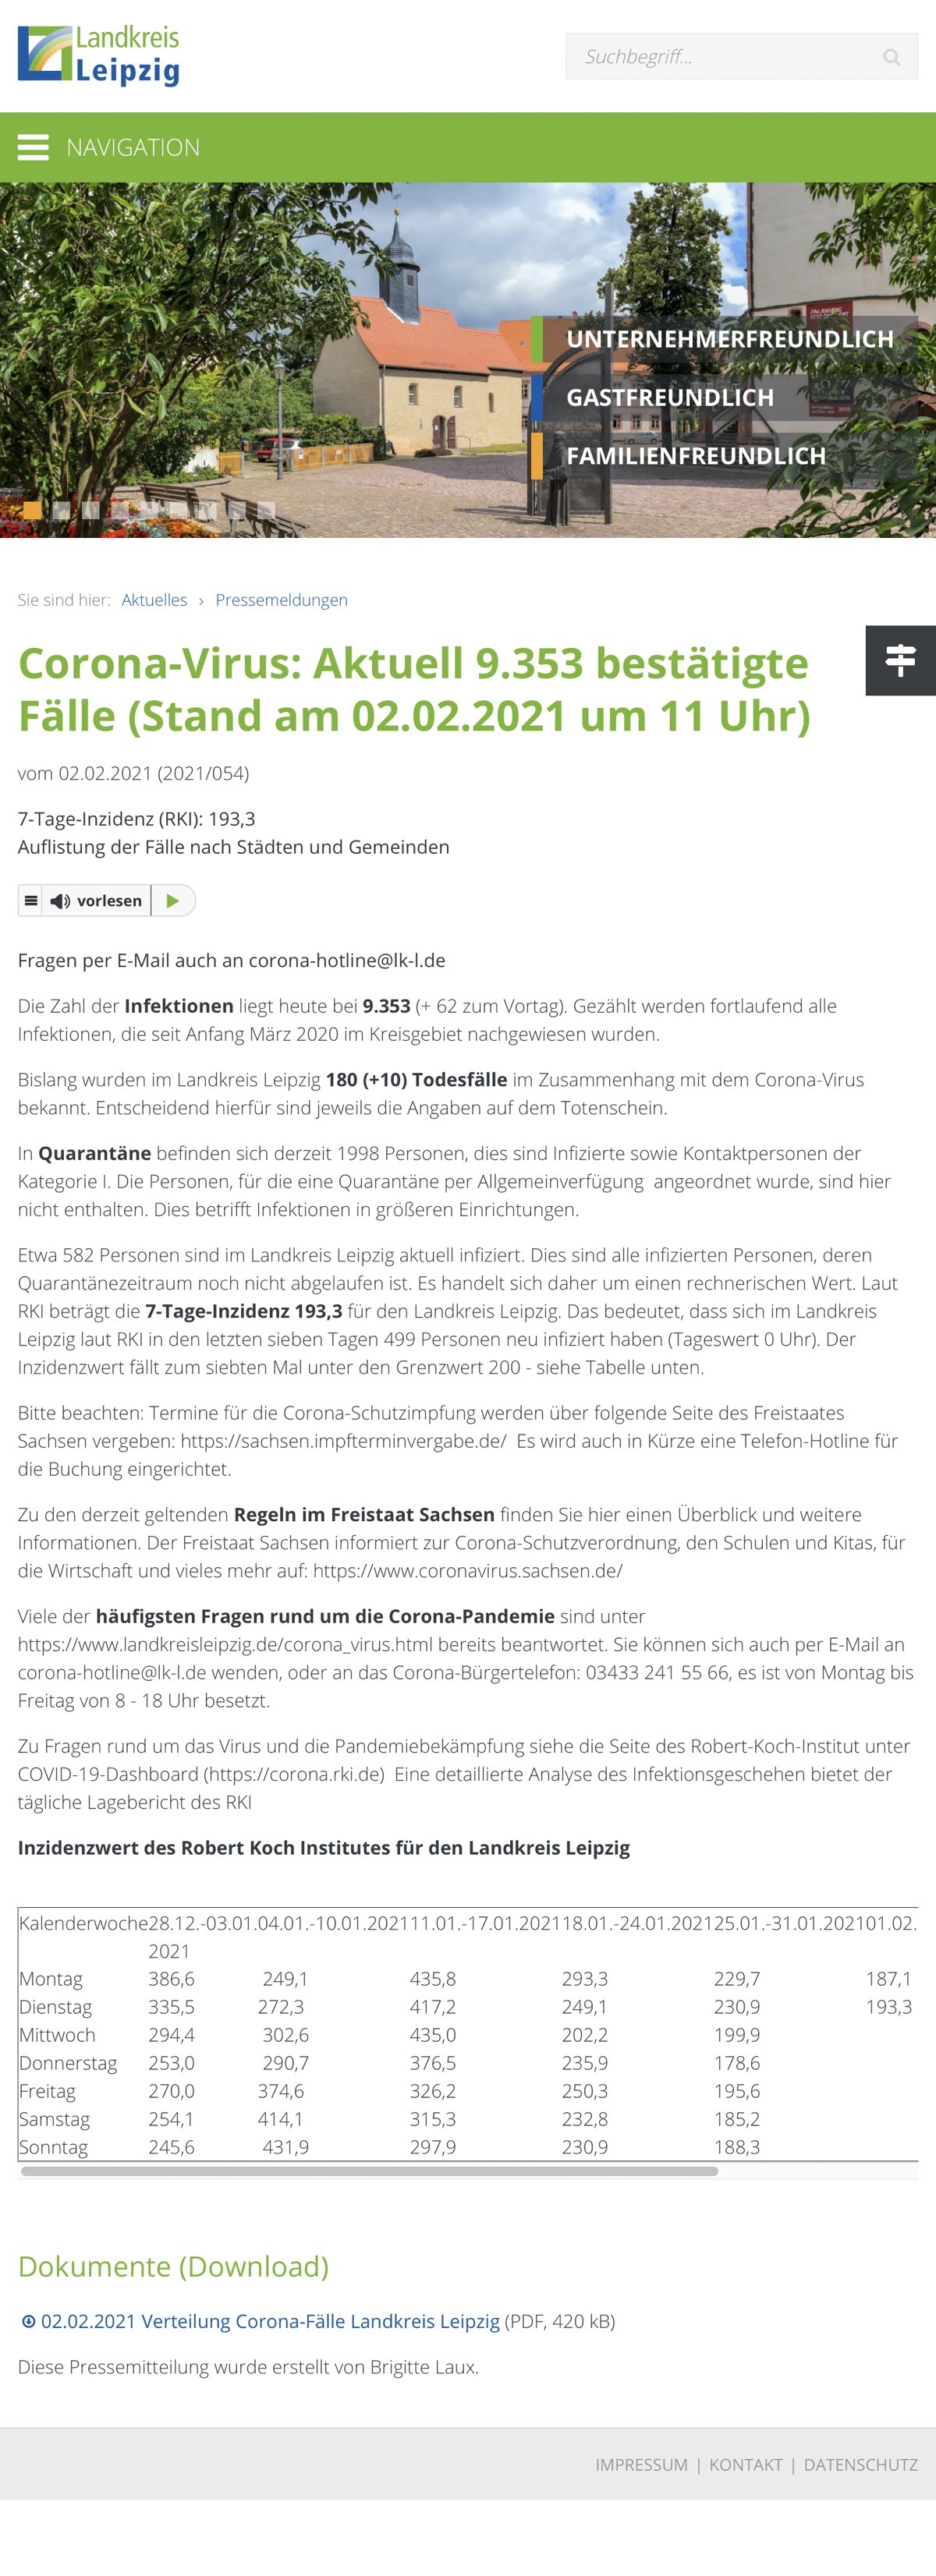 Landkreis
Leipzig
Suchbegriff...
NAVIGATION
UNTERNEHMERFREUNDLICH
GASTFREUNDLICH
FAMILIENFREUNDLICH
Sie sind hier: Aktuelles › Pressemeldungen
Corona-Virus: Aktuell 9.353 bestätigte
Fälle (Stand am 02.02.2021 um 11 Uhr)
vom 02.02.2021 (2021/054)
7-Tage-Inzidenz (RKI): 193,3
Auflistung der Fälle nach Städten und Gemeinden
vorlesen
Fragen per E-Mail auch an corona-hotline@lk-l.de
Die Zahl der Infektionen liegt heute bei 9.353 (+ 62 zum Vortag). Gezählt werden fortlaufend alle
Infektionen, die seit Anfang März 2020 im Kreisgebiet nachgewiesen wurden.
Bislang wurden im Landkreis Leipzig 180 (+10) Todesfälle im Zusammenhang mit dem Corona-Virus
bekannt. Entscheidend hierfür sind jeweils die Angaben auf dem Totenschein.
In Quarantäne befinden sich derzeit 1998 Personen, dies sind Infizierte sowie Kontaktpersonen der
Kategorie I. Die Personen, für die eine Quarantäne per Allgemeinverfügung  angeordnet wurde, sind hier
nicht enthalten. Dies betrifft Infektionen in größeren Einrichtungen.
Etwa 582 Personen sind im Landkreis Leipzig aktuell infiziert. Dies sind alle infizierten Personen, deren
Quarantänezeitraum noch nicht abgelaufen ist. Es handelt sich daher um einen rechnerischen Wert. Laut
RKI beträgt die 7-Tage-Inzidenz 193,3 für den Landkreis Leipzig. Das bedeutet, dass sich im Landkreis
Leipzig laut RKI in den letzten sieben Tagen 499 Personen neu infiziert haben (Tageswert 0 Uhr). Der
Inzidenzwert fällt zum siebten Mal unter den Grenzwert 200 - siehe Tabelle unten.
Bitte beachten: Termine für die Corona-Schutzimpfung werden über folgende Seite des Freistaates
Sachsen vergeben: https://sachsen.impfterminvergabe.de/  Es wird auch in Kürze eine Telefon-Hotline für
die Buchung eingerichtet.
Zu den derzeit geltenden Regeln im Freistaat Sachsen finden Sie hier einen Überblick und weitere
Informationen. Der Freistaat Sachsen informiert zur Corona-Schutzverordnung, den Schulen und Kitas, für
die Wirtschaft und vieles mehr auf: https://www.coronavirus.sachsen.de/
Viele der häufigsten Fragen rund um die Corona-Pandemie sind unter
https://www.landkreisleipzig.de/corona_virus.html bereits beantwortet. Sie können sich auch per E-Mail an
corona-hotline@lk-l.de wenden, oder an das Corona-Bürgertelefon: 03433 241 55 66, es ist von Montag bis
Freitag von 8 - 18 Uhr besetzt.
Zu Fragen rund um das Virus und die Pandemiebekämpfung siehe die Seite des Robert-Koch-Institut unter
COVID-19-Dashboard (https://corona.rki.de)  Eine detaillierte Analyse des Infektionsgeschehen bietet der
tägliche Lagebericht des RKI
Inzidenzwert des Robert Koch Institutes für den Landkreis Leipzig
Kalenderwoche28.12.-03.01.04.01.-10.01.202111.01.-17.01.202118.01.-24.01.202125.01.-31.01.202101.02.
2021
Montag 386,6 249,1 435,8 293,3 229,7 187,1
Dienstag 335,5 272,3 417,2 249,1 230,9 193,3
Mittwoch 294,4 302,6 435,0 202,2 199,9
Donnerstag 253,0 290,7 376,5 235,9 178,6
Freitag 270,0 374,6 326,2 250,3 195,6
Samstag 254,1 414,1 315,3 232,8 185,2
Sonntag 245,6 431,9 297,9 230,9 188,3
Dokumente (Download)
02.02.2021 Verteilung Corona-Fälle Landkreis Leipzig (PDF, 420 kB)
Diese Pressemitteilung wurde erstellt von Brigitte Laux.
IMPRESSUM | KONTAKT | DATENSCHUTZ